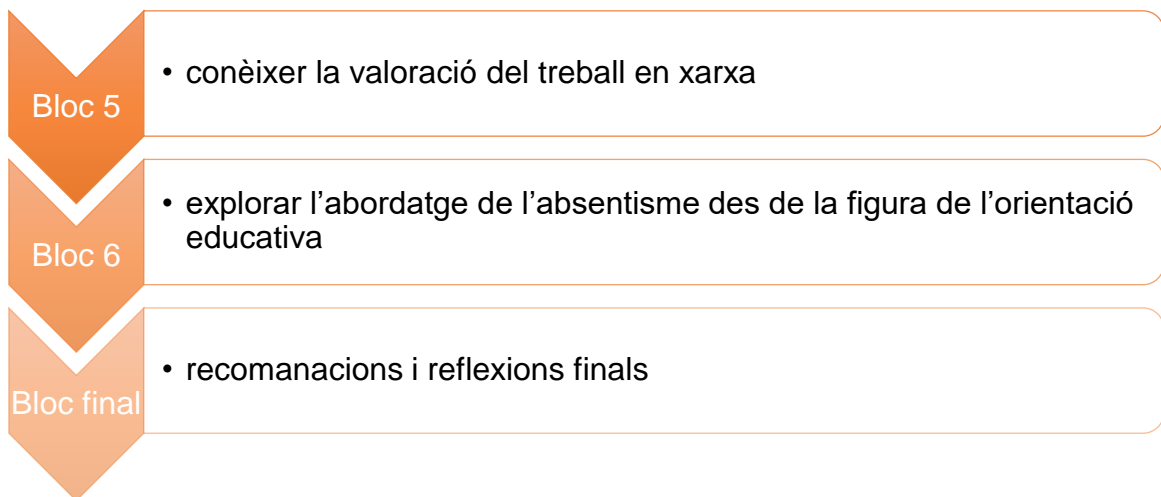 Bloc 5
• conèixer la valoració del treball en xarxa
Bloc 6
• explorar l’abordatge de l’absentisme des de la figura de l’orientació
educativa
Bloc final
• recomanacions i reflexions finals